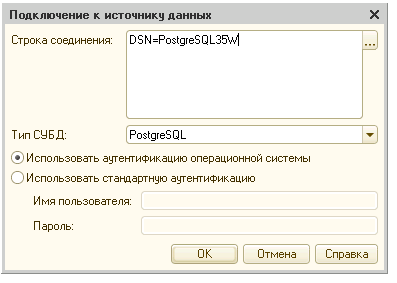 Подключение к источнику данных
Строка соединения:
DSN=PostgreSQL35W
...
Тип СУБД:
PostgreSQL
Использовать аутентификацию операционной системы
Использовать стандартную аутентификацию
Имя пользователя:
Пароль:
OK Отмена Справка